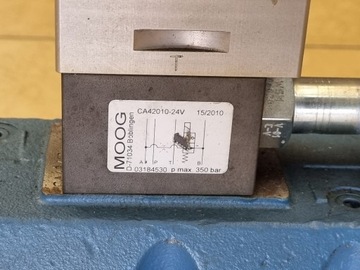 T
CA42010-24V 15/2010
MOOG
D-71034 Böblingen
A P T B
03184530 p max 350 bar